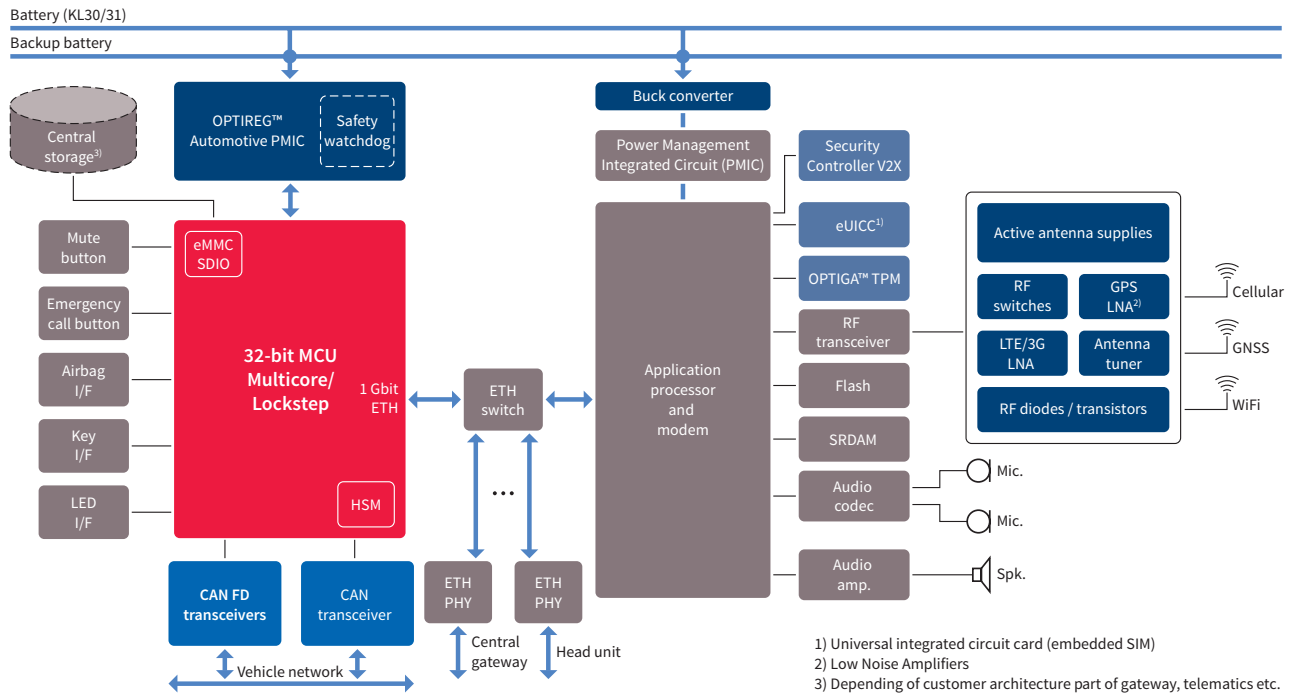 Battery (KL30/31)
Backup battery
Central
storage3)
OPTIREG™
Automotive PMIC
Safety
watchdog
Buck converter
Power Management
Integrated Circuit (PMIC)
Security
Controller V2X
Mute
button
Emergency
call button
Airbag
I/F
Key
I/F
LED
I/F
eMMC
SDIO
32-bit MCU
Multicore/
Lockstep
1 Gbit
ETH
HSM
ETH
switch
...
Application
processor
and
modem
eUICC1)
OPTIGA™ TPM
RF
transceiver
Flash
SRDAM
Audio
codec
Audio
amp.
Active antenna supplies
RF
switches
GPS
LNA2)
LTE/3G
LNA
Antenna
tuner
RF diodes / transistors
Cellular
GNSS
WiFi
Mic.
Mic.
Spk.
CAN FD
transceivers
CAN
transceiver
ETH
PHY
ETH
PHY
Vehicle network
Central
gateway
Head unit
1) Universal integrated circuit card (embedded SIM)
2) Low Noise Amplifiers
3) Depending of customer architecture part of gateway, telematics etc.